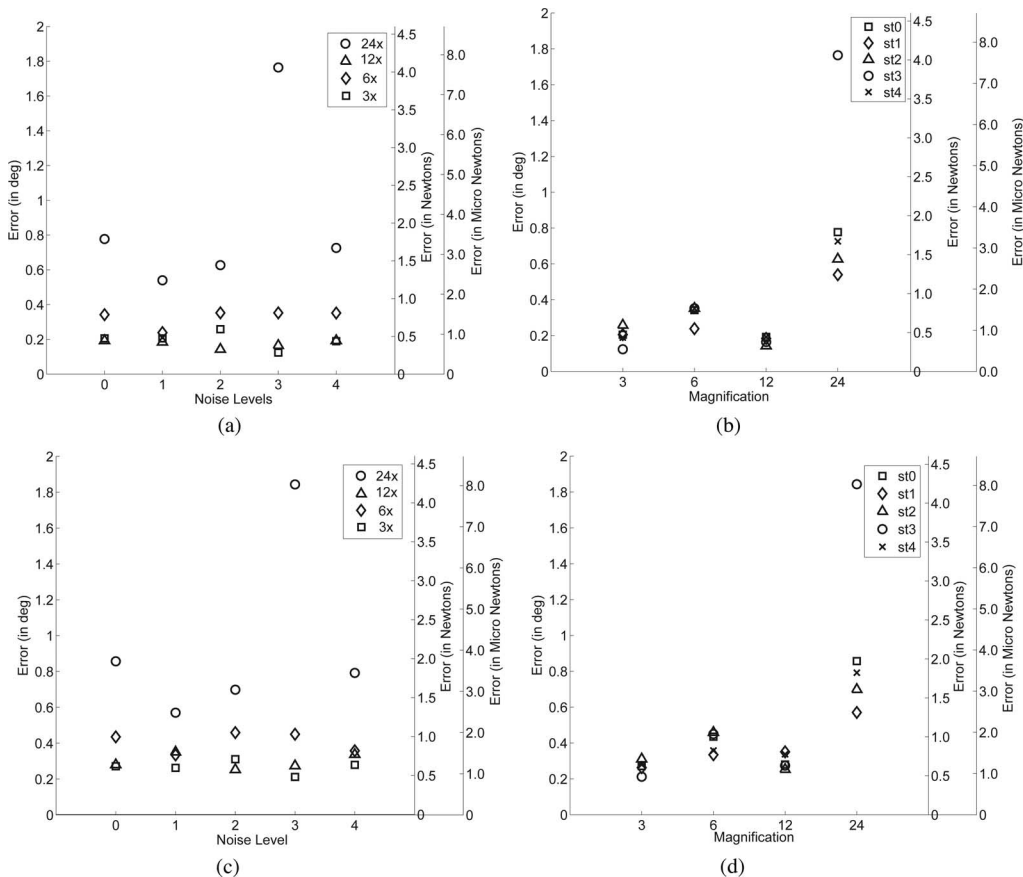 2
1.8
1.6
1.4
1.2
1
0.8
0.6
0.4
0.2
0
Error (in deg)
0 1 2 3 4
Noise Levels
24x
12x
6x
3x
4.5
4.0
3.5
3.0
2.5
2.0
1.5
1.0
0.5
0
Error (in Newtons)
8.0
7.0
6.0
5.0
4.0
3.0
2.0
1.0
0
Error (in Micro Newtons)
(a)
2
1.8
1.6
1.4
1.2
1
0.8
0.6
0.4
0.2
0
Error (in deg)
3 6 12 24
Magnification
st0
st1
st2
st3
st4
4.5
4.0
3.5
3.0
2.5
2.0
1.5
1.0
0.5
0
Error (in Newtons)
8.0
7.0
6.0
5.0
4.0
3.0
2.0
1.0
0.0
Error (in Micro Newtons)
(b)
2
1.8
1.6
1.4
1.2
1
0.8
0.6
0.4
0.2
0
Error (in deg)
0 1 2 3 4
Noise Level
24x
12x
6x
3x
4.5
4.0
3.5
3.0
2.5
2.0
1.5
1.0
0.5
0
Error (in Newtons)
8.0
7.0
6.0
5.0
4.0
3.0
2.0
1.0
0
Error (in Micro Newtons)
(c)
2
1.8
1.6
1.4
1.2
1
0.8
0.6
0.4
0.2
0
Error (in deg)
3 6 12 24
Magnification
st0
st1
st2
st3
st4
4.5
4.0
3.5
3.0
2.5
2.0
1.5
1.0
0.5
0
Error (in Newtons)
8.0
7.0
6.0
5.0
4.0
3.0
2.0
1.0
0
Error (in Micro Newtons)
(d)